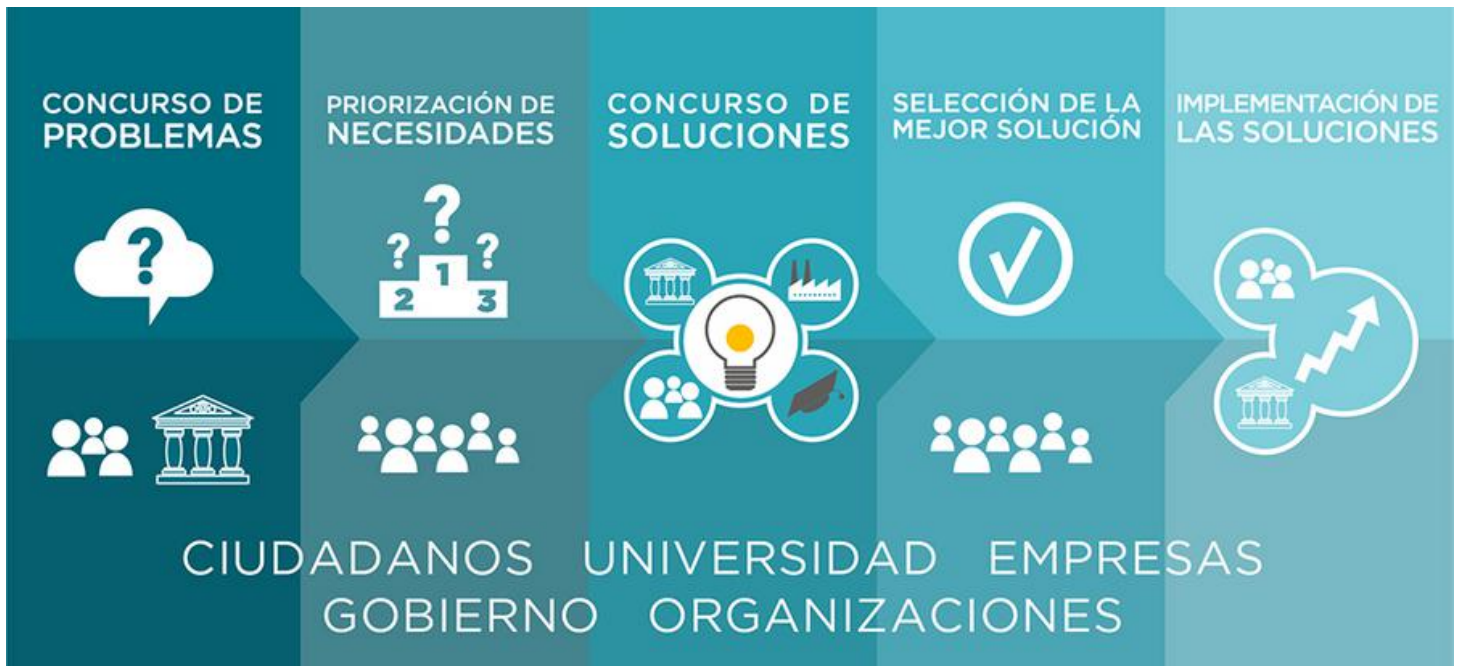 CONCURSO DE
PROBLEMAS
PRIORIZACIÓN DE
NECESIDADES
CONCURSO DE
SOLUCIONES
SELECCIÓN DE LA
MEJOR SOLUCIÓN
IMPLEMENTACIÓN DE
LAS SOLUCIONES
?
? ? ?
2 1 3
CIUDADANOS UNIVERSIDAD EMPRESAS
GOBIERNO ORGANIZACIONES